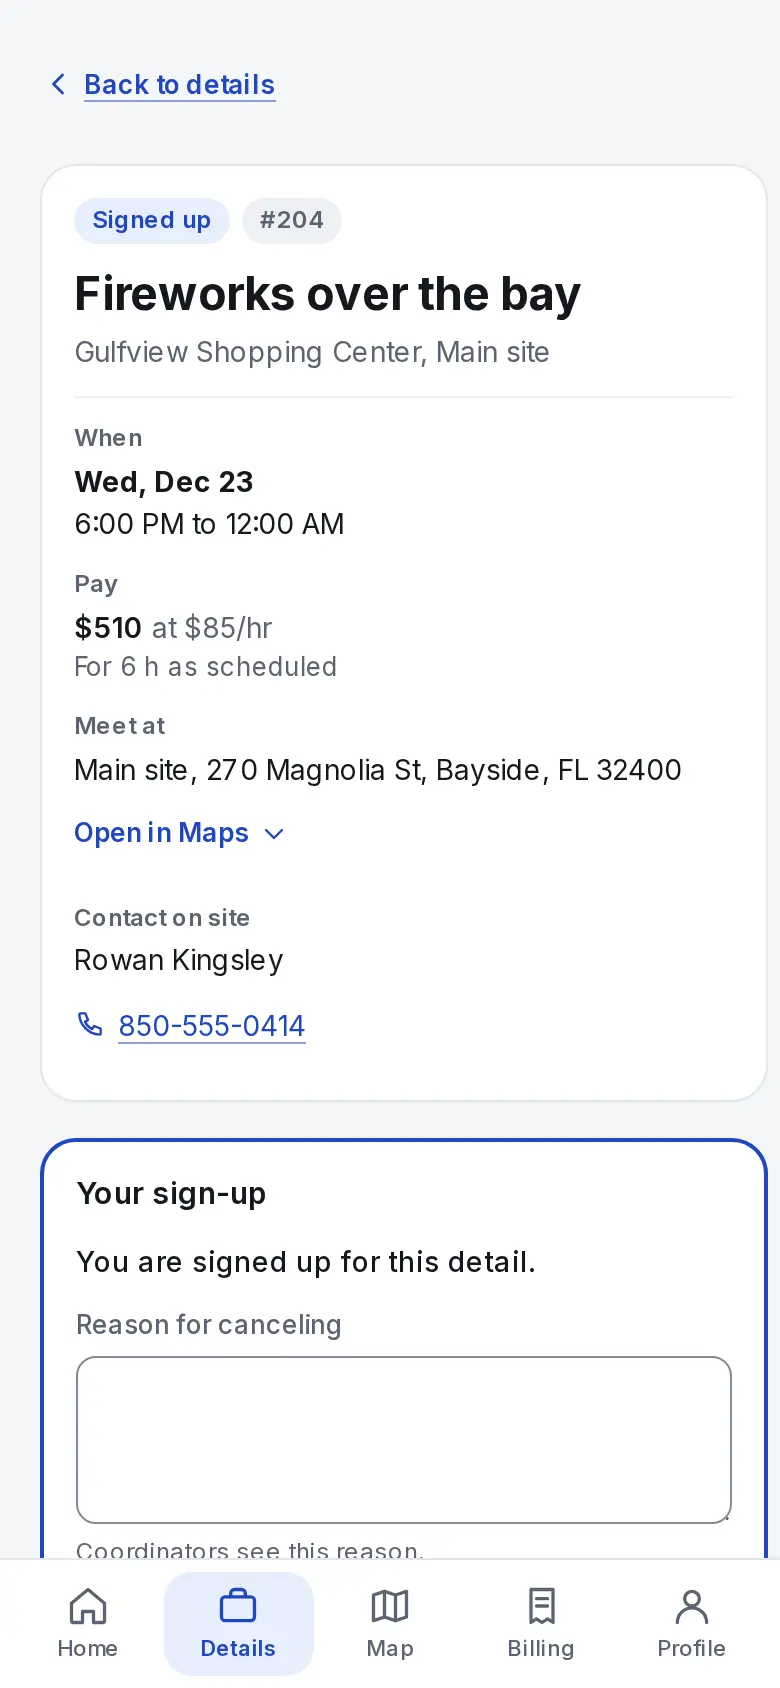 Back to details
Signed up #204
Fireworks over the bay
Gulfview Shopping Center, Main site
When
Wed, Dec 23
6:00 PM to 12:00 AM
Pay
$510 at $85/hr
For 6 h as scheduled
Meet at
Main site, 270 Magnolia St, Bayside, FL 32400
Open in Maps
Contact on site
Rowan Kingsley
850-555-0414
Your sign-up
You are signed up for this detail.
Reason for canceling
Coordinators see this reason.
Home Details Map Billing Profile